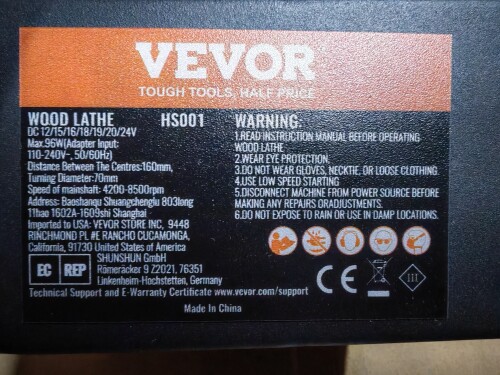 VEVOR
TOUGH TOOLS, HALF PRICE
WOOD LATHE HS001
DC 12/15/16/18/19/20/24V
Max.96W(Adapter Input:
110-240V~, 50/60Hz)
Distance Between The Centres:160mm,
Turning Diameter:70mm
Speed of mainshaft: 4200-8500rpm
Address: Baoshanqu Shuangchenglu 803long
11hao 1602A-1609shi Shanghai
Imported to USA: VEVOR STORE INC, 9448
RINCHMOND PL #E RANCHO CUCAMONGA,
California, 91730 United States of America
EC REP
SHUNSHUN GmbH
Römeräcker 9 Z2021, 76351
Linkenheim-Hochstetten, Germany
WARNING.
1.READ INSTRUCTION MANUAL BEFORE OPERATING
WOOD LATHE
2.WEAR EYE PROTECTION.
3.DO NOT WEAR GLOVES, NECKTIE, OR LOOSE CLOTHING.
4.USE LOW SPEED STARTING
5.DISCONNECT MACHINE FROM POWER SOURCE BEFORE
MAKING ANY REPAIRS ORADJUSTMENTS.
6.DO NOT EXPOSE TO RAIN OR USE IN DAMP LOCATIONS.
CE III
Technical Support and E-Warranty Certificate www.vevor.com/support
Made In China